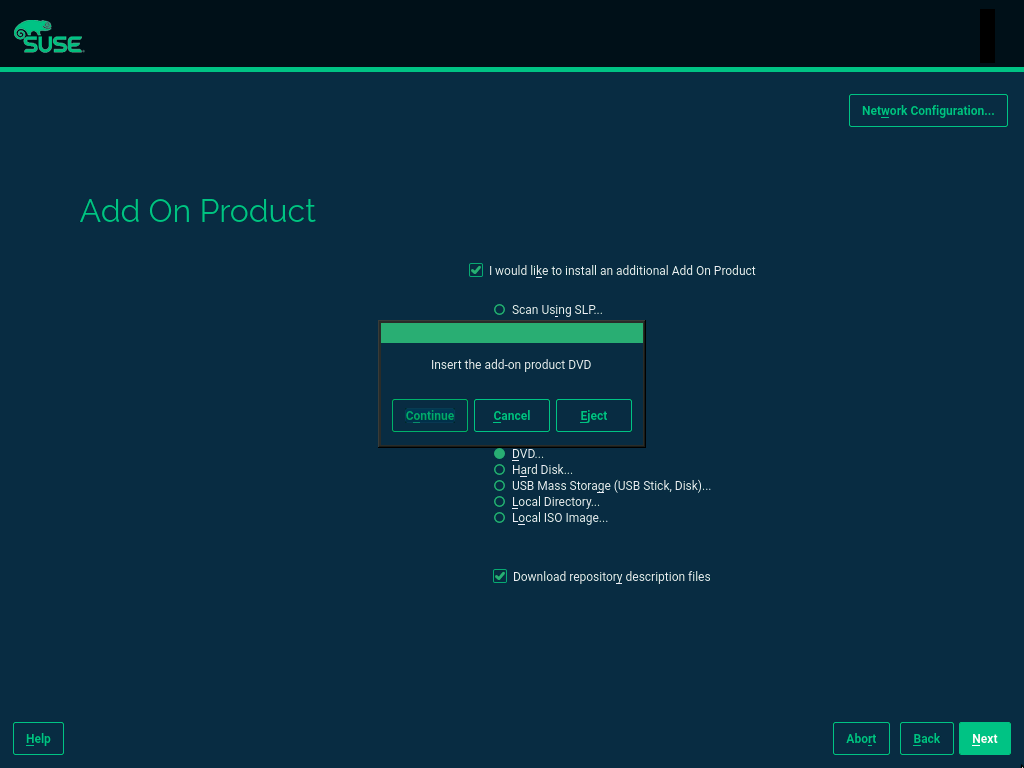 SUSE
Network Configuration...
Add On Product
I would like to install an additional Add On Product
Scan Using SLP...
Insert the add-on product DVD
Continue Cancel Eject
DVD...
Hard Disk...
USB Mass Storage (USB Stick, Disk)...
Local Directory...
Local ISO Image...
Download repository description files
Help Abort Back Next